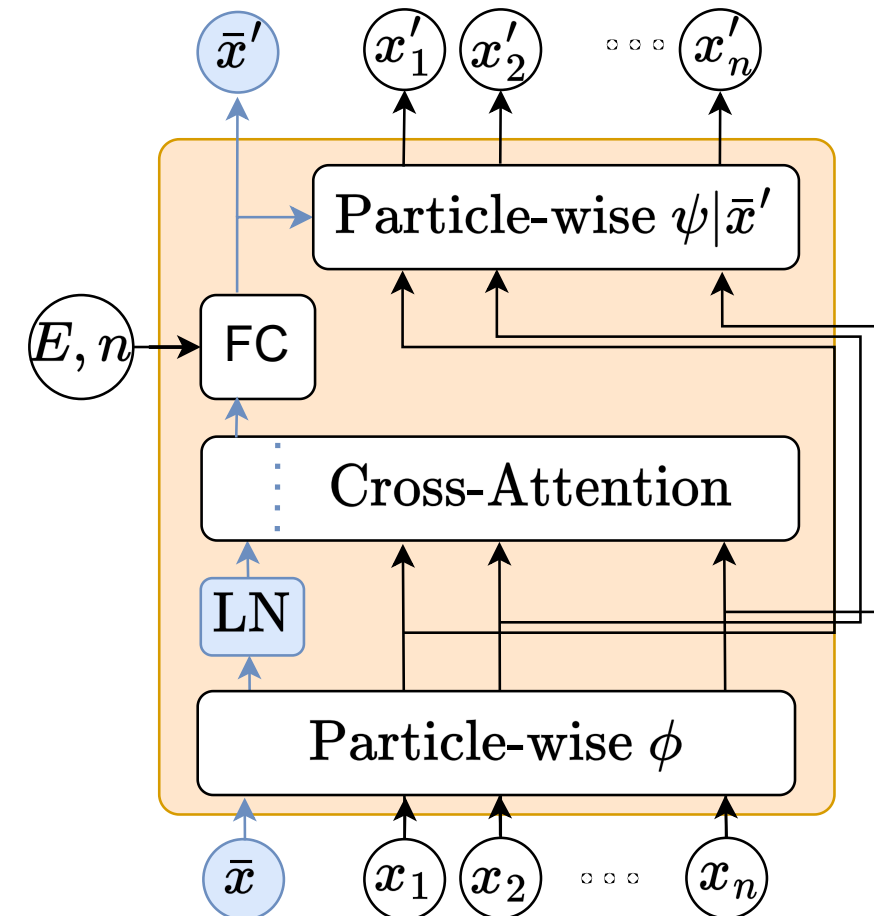 x̄′ x′₁ x′₂ ∘∘∘ x′ₙ
Particle-wise ψ|x̄′
E, n
FC
Cross-Attention
LN
Particle-wise ϕ
x̄ x₁ x₂ ∘∘∘ xₙ